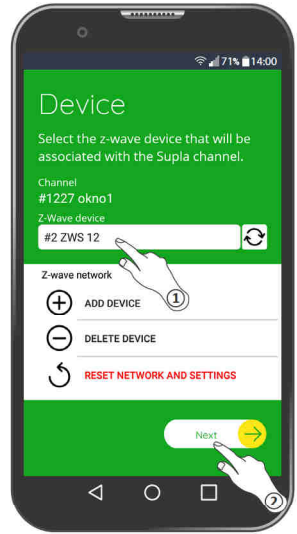 71% 14:00
Device
Select the z-wave device that will be
associated with the Supla channel.
Channel
#1227 okno1
Z-Wave device
#2 ZWS 12
Z-wave network
1
ADD DEVICE
DELETE DEVICE
RESET NETWORK AND SETTINGS
Next
2